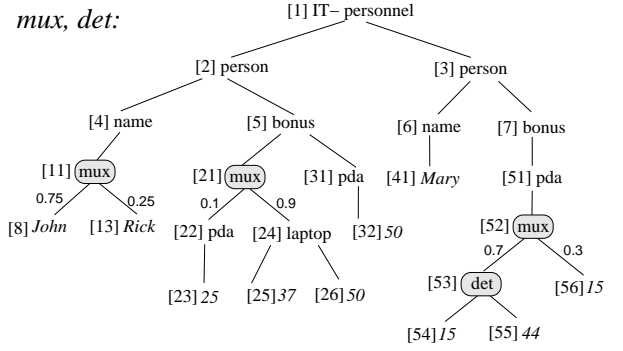 mux, det:
[1] IT– personnel
[2] person
[3] person
[4] name
[5] bonus
[6] name
[7] bonus
[11] mux
[21] mux
[31] pda
[41] Mary
[51] pda
0.75
0.25
0.1
0.9
[8] John
[13] Rick
[22] pda
[24] laptop
[32] 50
[52] mux
0.7
0.3
[23] 25
[25] 37
[26] 50
[53] det
[56] 15
[54] 15
[55] 44